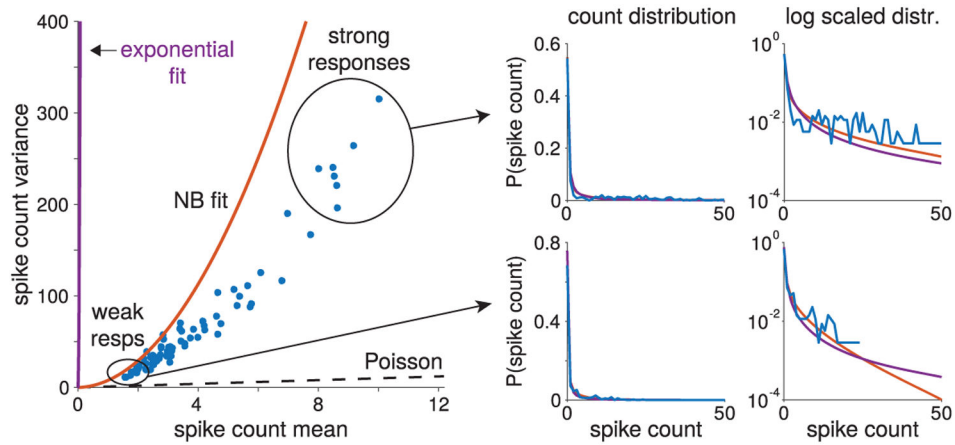 400
300
200
100
0
0
4
8
12
spike count variance
spike count mean
exponential
fit
NB fit
strong
responses
weak
resps
Poisson
count distribution
0.6
0.4
0.2
0
0
50
P(spike count)
log scaled distr.
10^0
10^-2
10^-4
0
50
0.8
0.4
0
0
50
P(spike count)
spike count
10^0
10^-2
10^-4
0
50
spike count